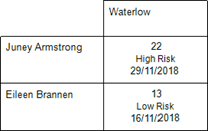 Waterlow
Juney Armstrong
22
High Risk
29/11/2018
Eileen Brannen
13
Low Risk
16/11/2018